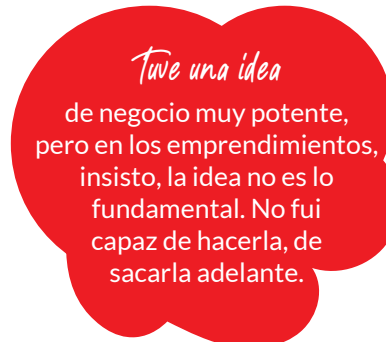 Tuve una idea
de negocio muy potente,
pero en los emprendimientos,
insisto, la idea no es lo
fundamental. No fui
capaz de hacerla, de
sacarla adelante.